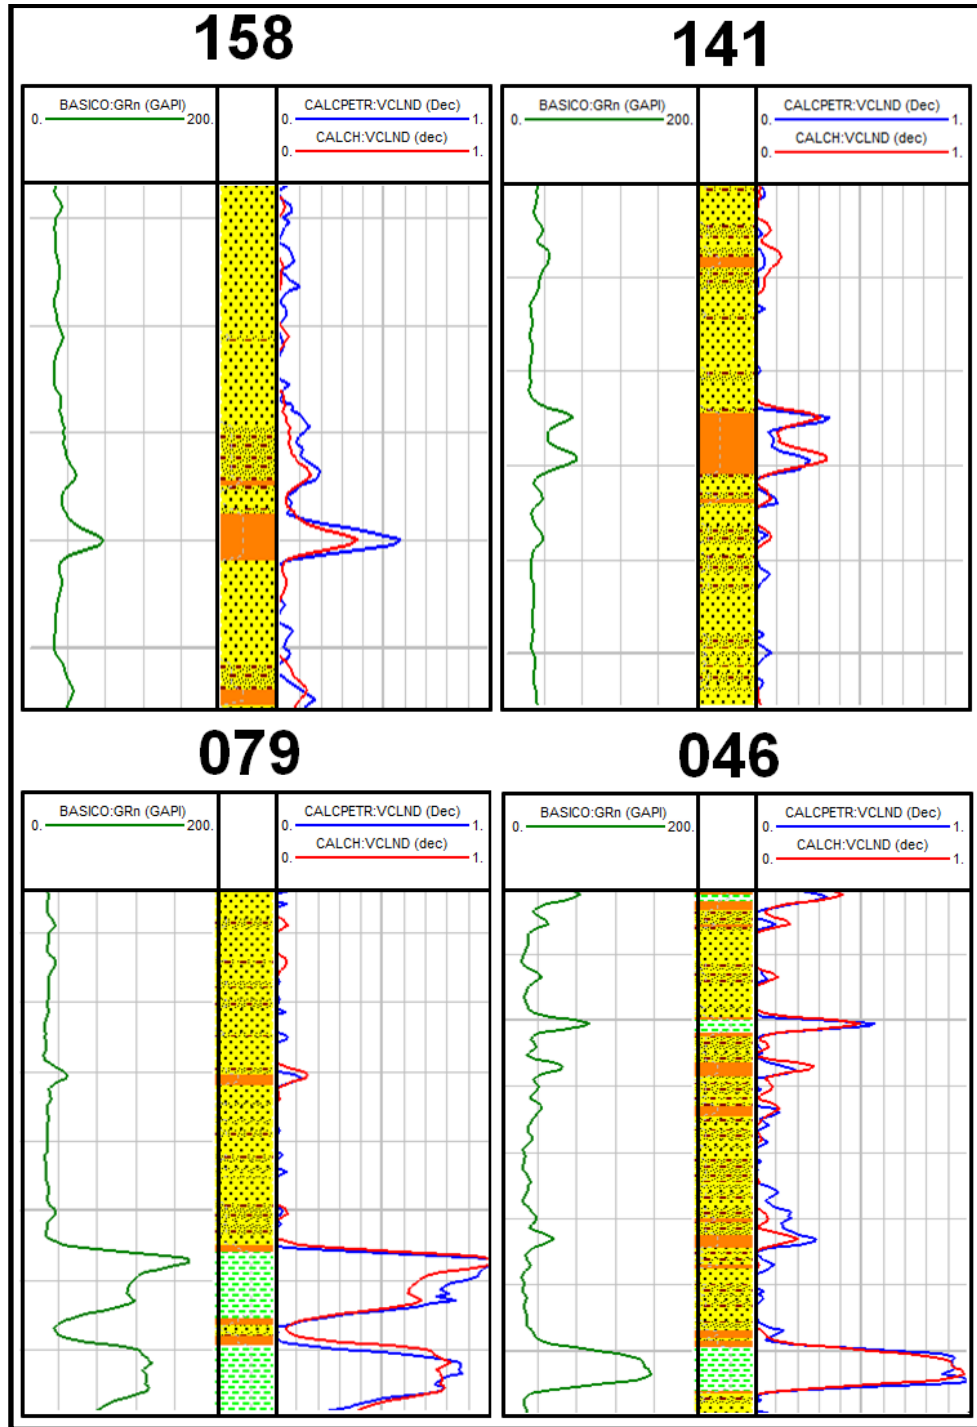 158
BASICO:GRn (GAPI)
0. 200.
CALCPETR:VCLND (Dec)
0. 1.
CALCH:VCLND (dec)
0. 1.
141
BASICO:GRn (GAPI)
0. 200.
CALCPETR:VCLND (Dec)
0. 1.
CALCH:VCLND (dec)
0. 1.
079
BASICO:GRn (GAPI)
0. 200.
CALCPETR:VCLND (Dec)
0. 1.
CALCH:VCLND (dec)
0. 1.
046
BASICO:GRn (GAPI)
0. 200.
CALCPETR:VCLND (Dec)
0. 1.
CALCH:VCLND (dec)
0. 1.